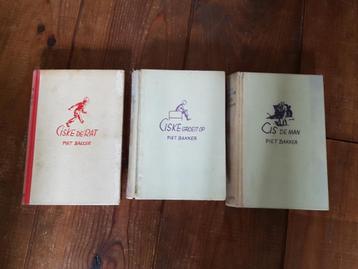 CISKE DE RAT
PIET BAKKER
CISKE GROEIT OP
PIET BAKKER
CIS DE MAN
PIET BAKKER